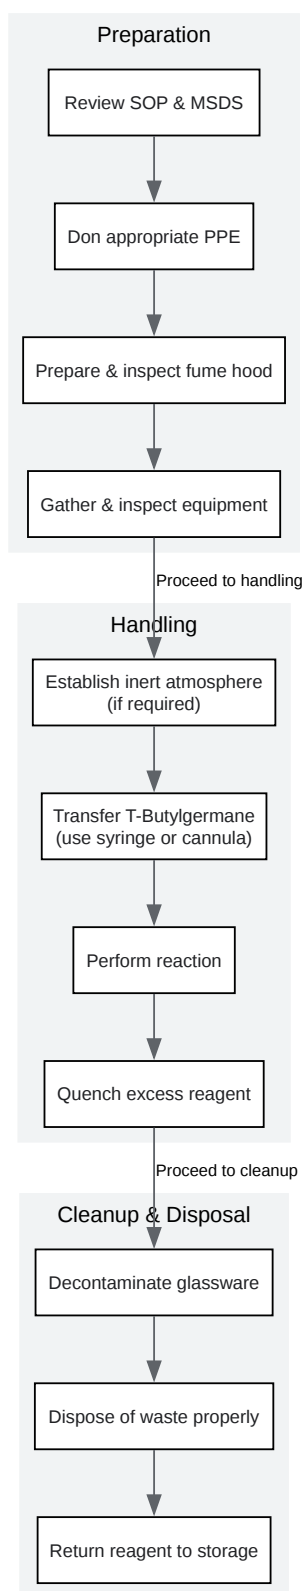 Preparation
Review SOP & MSDS
Don appropriate PPE
Prepare & inspect fume hood
Gather & inspect equipment
Proceed to handling
Handling
Establish inert atmosphere
(if required)
Transfer T-Butylgermane
(use syringe or cannula)
Perform reaction
Quench excess reagent
Proceed to cleanup
Cleanup & Disposal
Decontaminate glassware
Dispose of waste properly
Return reagent to storage